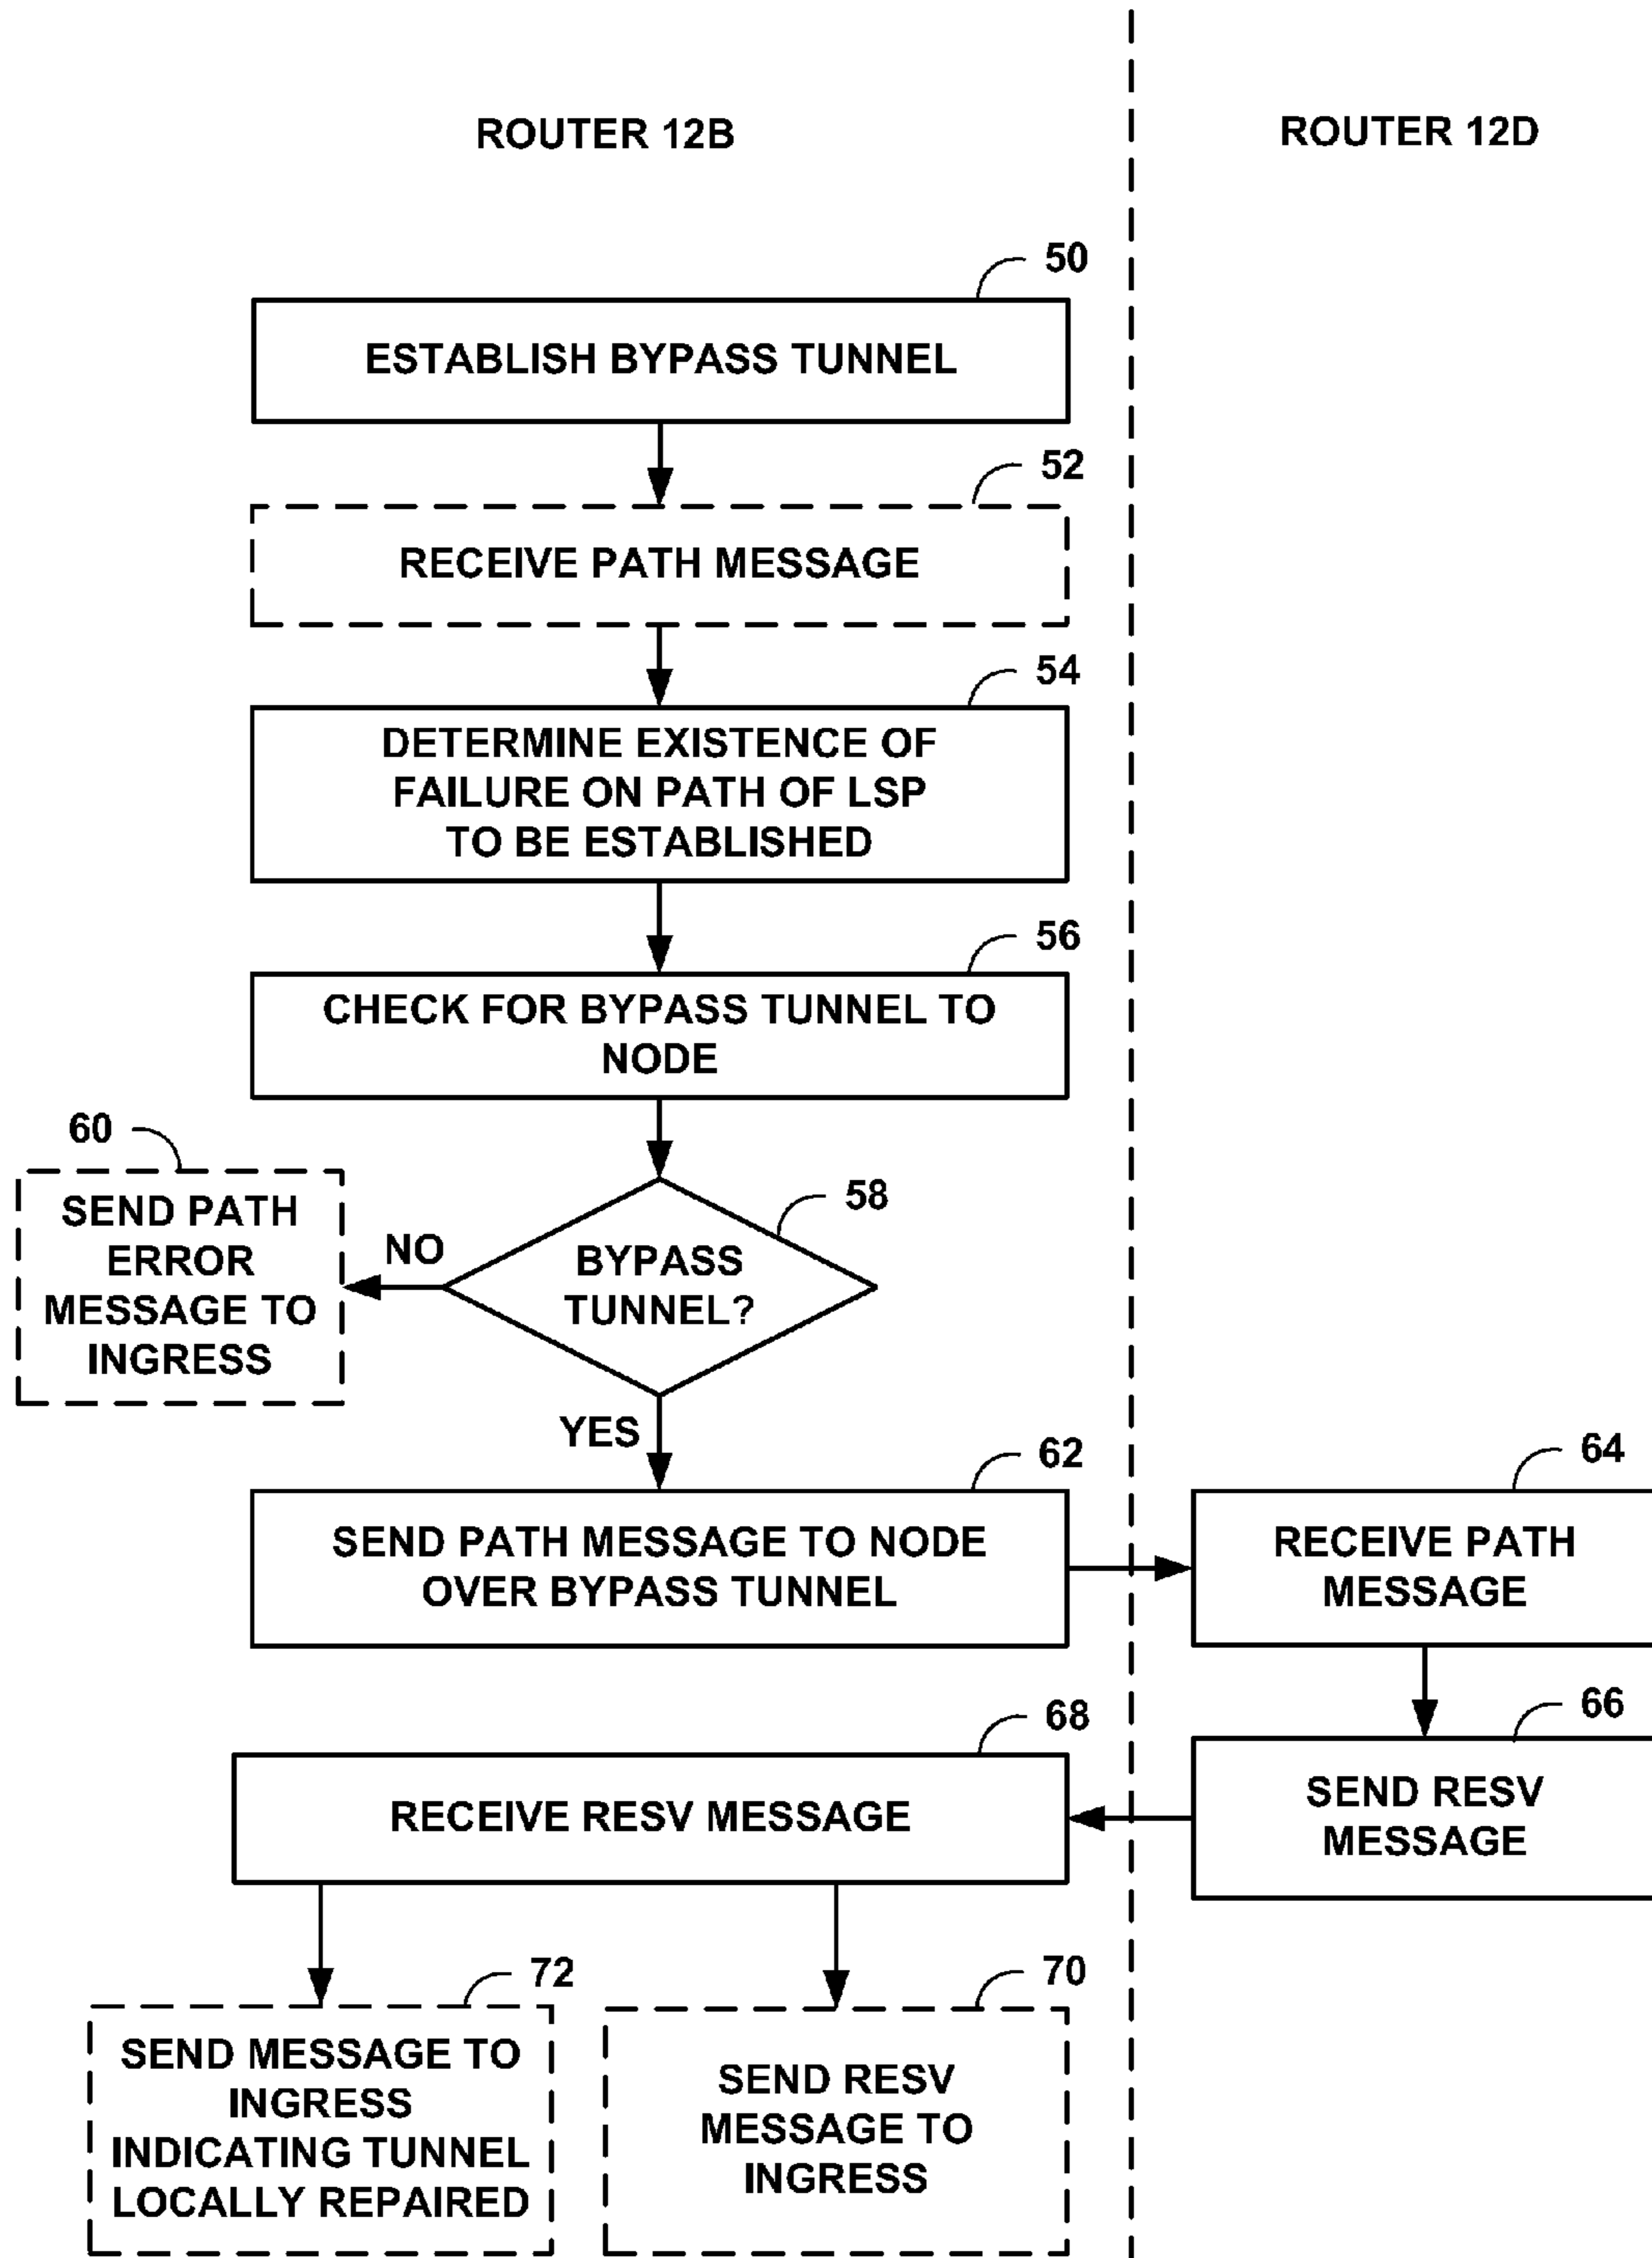 ROUTER 12B
ROUTER 12D
50
ESTABLISH BYPASS TUNNEL
52
RECEIVE PATH MESSAGE
54
DETERMINE EXISTENCE OF
FAILURE ON PATH OF LSP
TO BE ESTABLISHED
56
CHECK FOR BYPASS TUNNEL TO
NODE
60
SEND PATH
ERROR
MESSAGE TO
INGRESS
NO
58
BYPASS
TUNNEL?
YES
62
SEND PATH MESSAGE TO NODE
OVER BYPASS TUNNEL
64
RECEIVE PATH
MESSAGE
66
SEND RESV
MESSAGE
68
RECEIVE RESV MESSAGE
72
SEND MESSAGE TO
INGRESS
INDICATING TUNNEL
LOCALLY REPAIRED
70
SEND RESV
MESSAGE TO
INGRESS